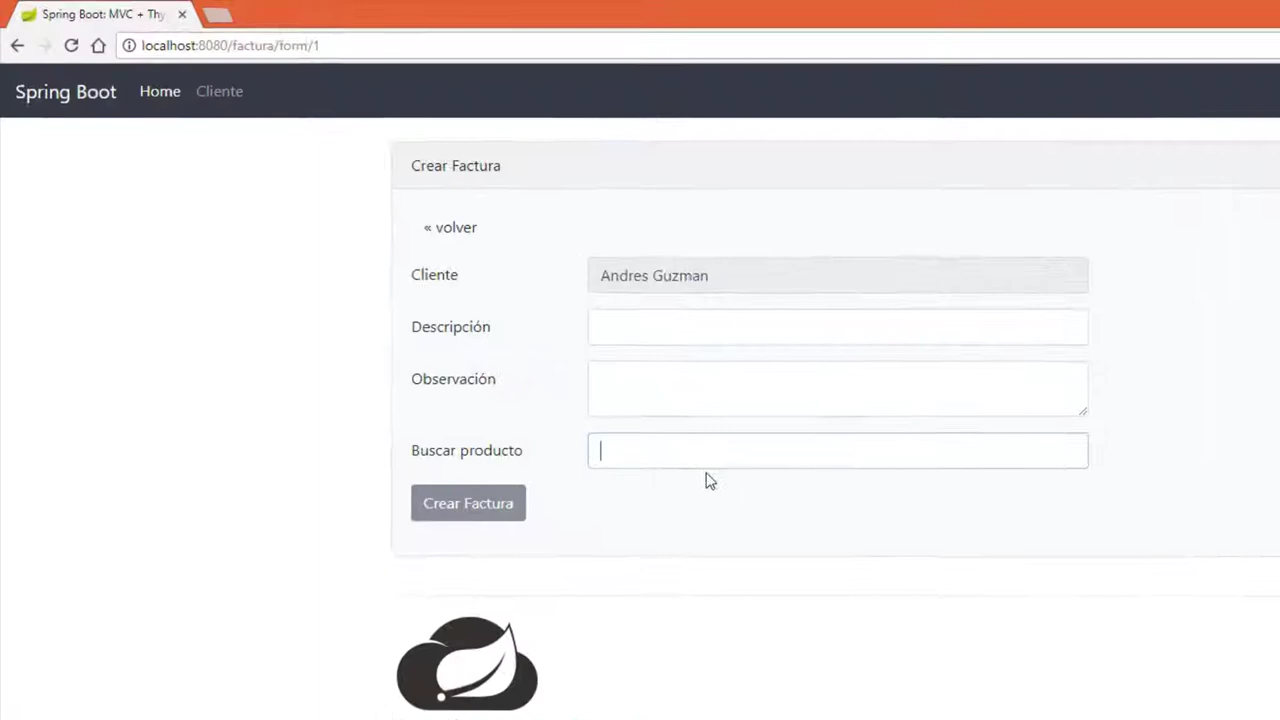 Spring Boot: MVC + Thy
localhost:8080/factura/form/1
Spring Boot Home Cliente
Crear Factura
« volver
Cliente Andres Guzman
Descripción
Observación
Buscar producto
Crear Factura